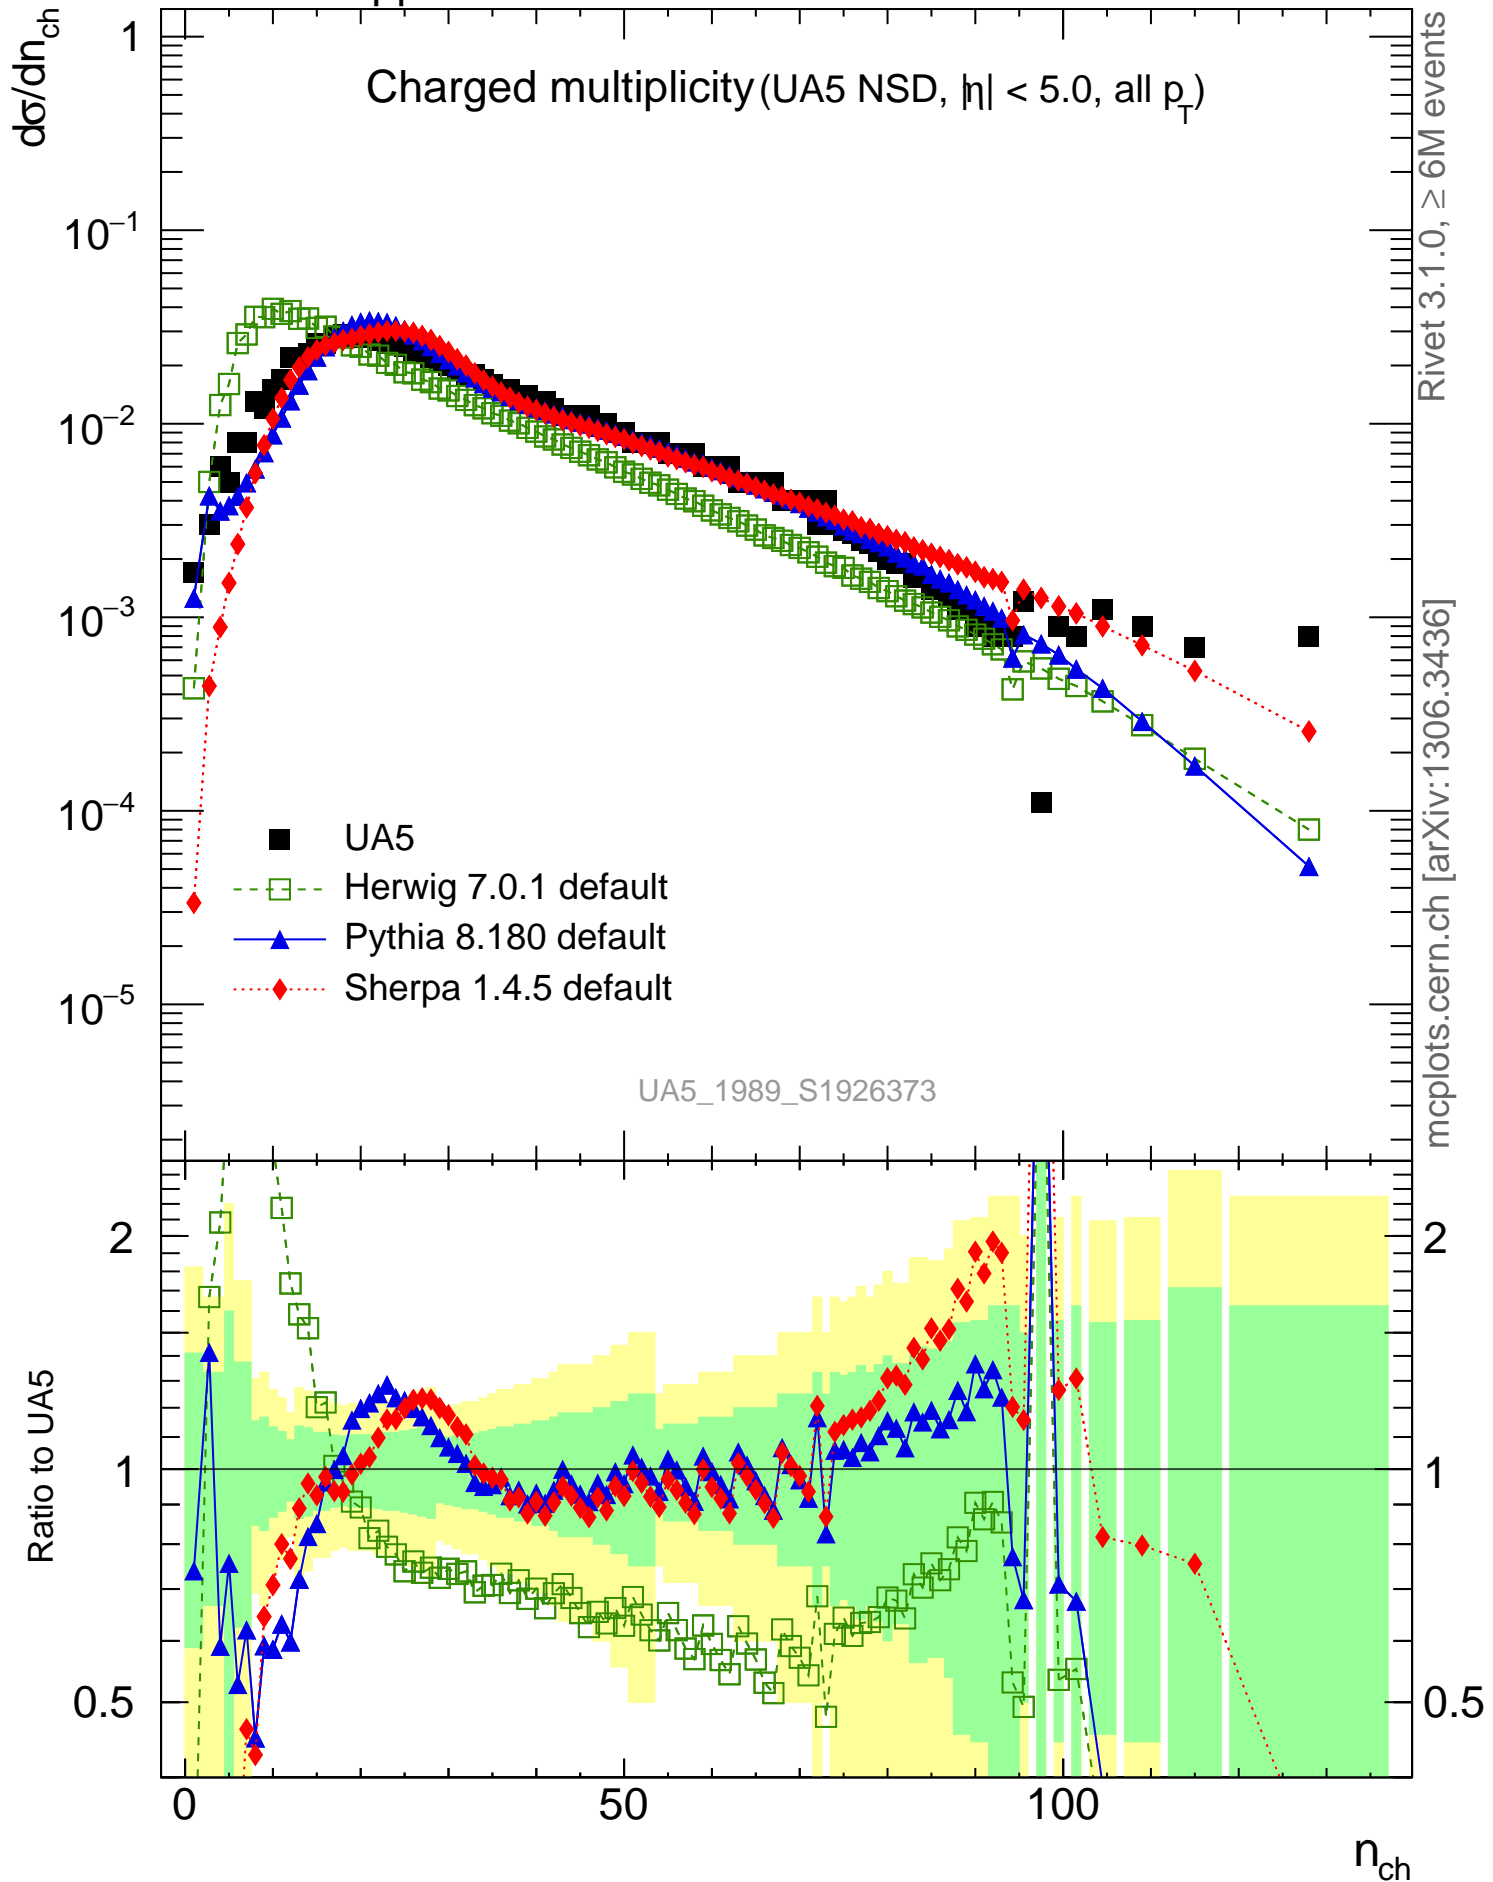 pp
dσ/dn_ch
Charged multiplicity (UA5 NSD, |η| < 5.0, all p_T)
1
10⁻¹
10⁻²
10⁻³
10⁻⁴
10⁻⁵
UA5
Herwig 7.0.1 default
Pythia 8.180 default
Sherpa 1.4.5 default
UA5_1989_S1926373
Rivet 3.1.0, ≥ 6M events
mcplots.cern.ch [arXiv:1306.3436]
Ratio to UA5
2
1
0.5
2
1
0.5
0 50 100
n_ch